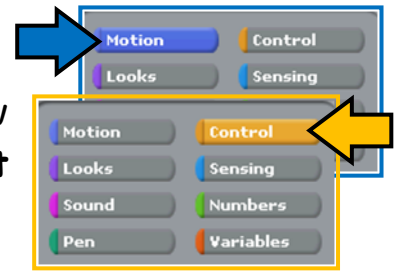 Motion Control
Looks Sensing
Motion Control
Looks Sensing
Sound Numbers
Pen Variables